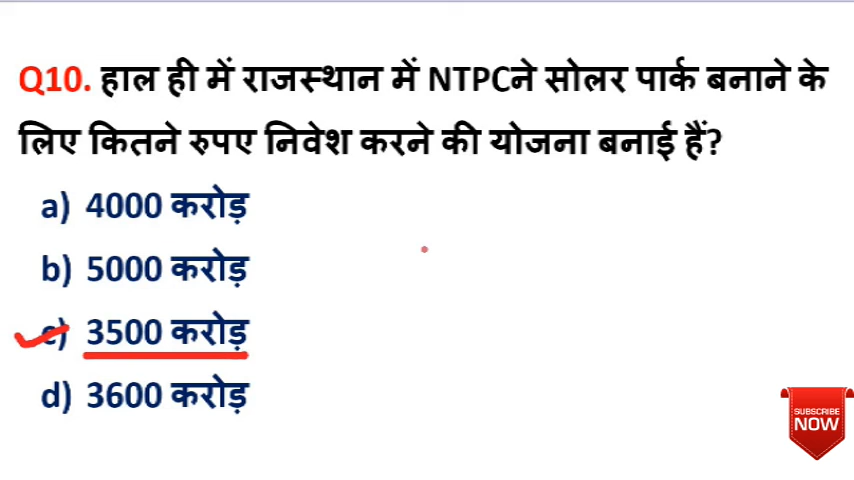 Q10. हाल ही में राजस्थान में NTPCने सोलर पार्क बनाने के
लिए कितने रुपए निवेश करने की योजना बनाई हैं?
a) 4000 करोड़
b) 5000 करोड़
c) 3500 करोड़
d) 3600 करोड़
SUBSCRIBE
NOW